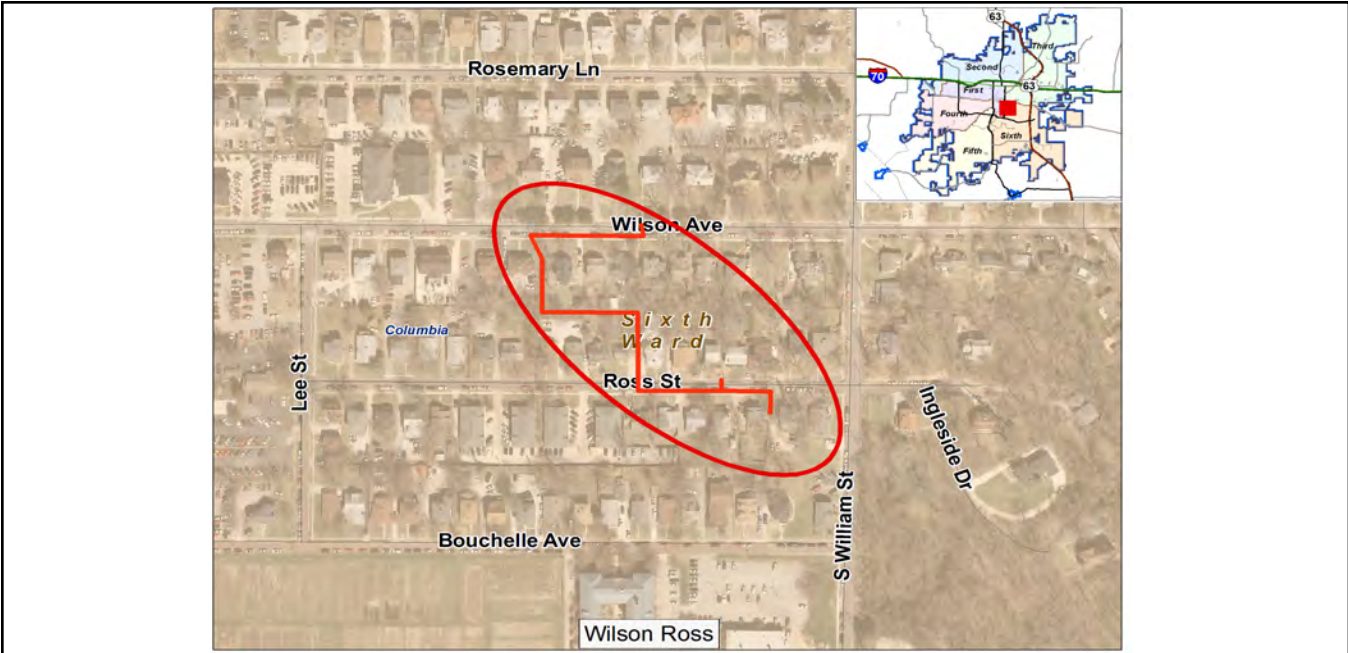 63
Third
Second
70
63
First
Fourth
Sixth
Fifth
Rosemary Ln
Wilson Ave
Sixth
Ward
Columbia
Lee St
Ross St
Ingleside Dr
S William St
Bouchelle Ave
Wilson Ross